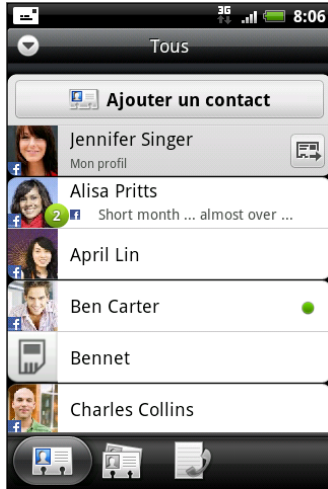 3G
8:06
Tous
Ajouter un contact
Jennifer Singer
Mon profil
Alisa Pritts
2
f Short month ... almost over ...
April Lin
Ben Carter
Bennet
Charles Collins